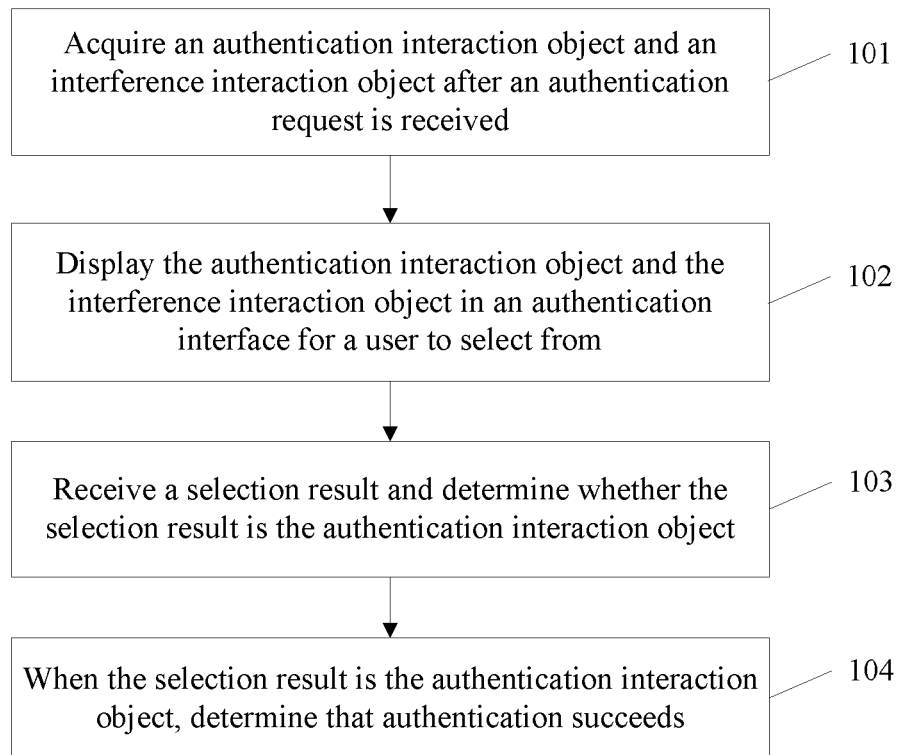 Acquire an authentication interaction object and an
interference interaction object after an authentication
request is received
101
Display the authentication interaction object and the
interference interaction object in an authentication
interface for a user to select from
102
Receive a selection result and determine whether the
selection result is the authentication interaction object
103
When the selection result is the authentication interaction
object, determine that authentication succeeds
104